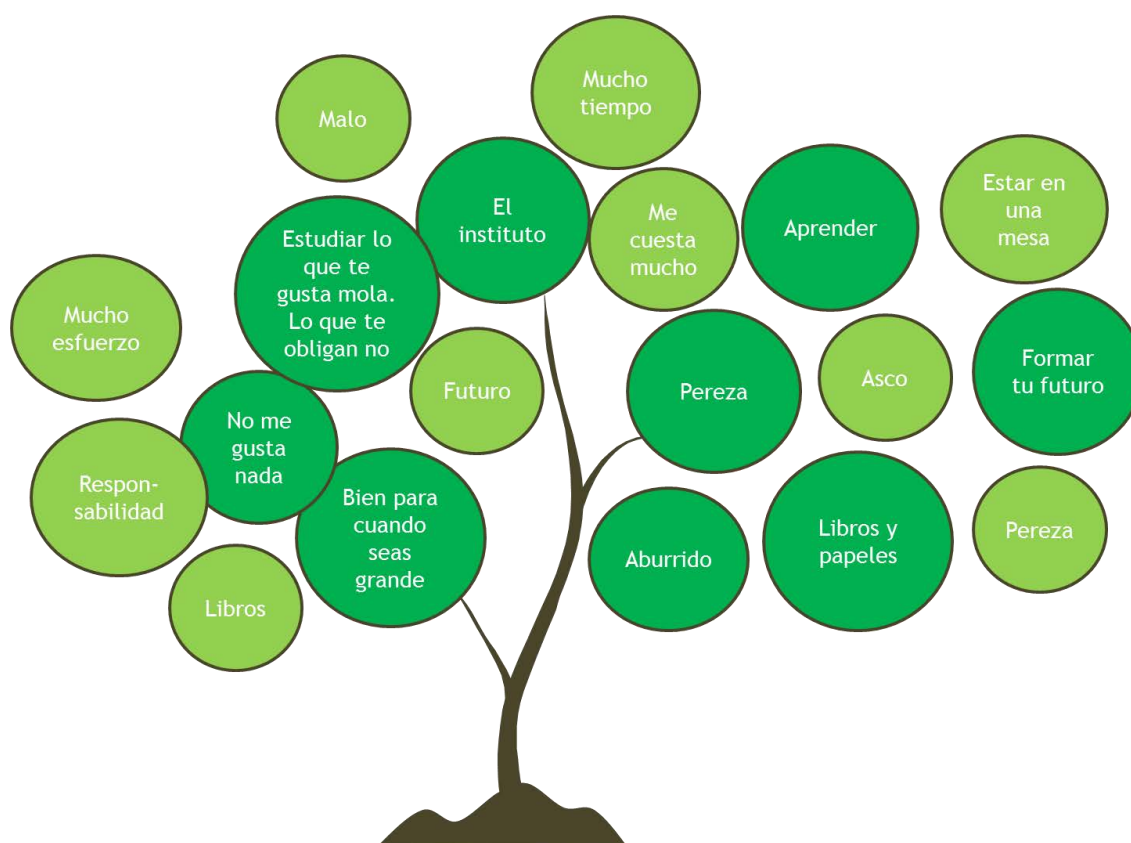 Mucho
tiempo
Malo
El
instituto
Me
cuesta
mucho
Aprender
Estar en
una
mesa
Estudiar lo
que te
gusta mola.
Lo que te
obligan no
Mucho
esfuerzo
Futuro
Pereza
Asco
Formar
tu futuro
No me
gusta
nada
Respon-
sabilidad
Bien para
cuando
seas
grande
Aburrido
Libros y
papeles
Pereza
Libros